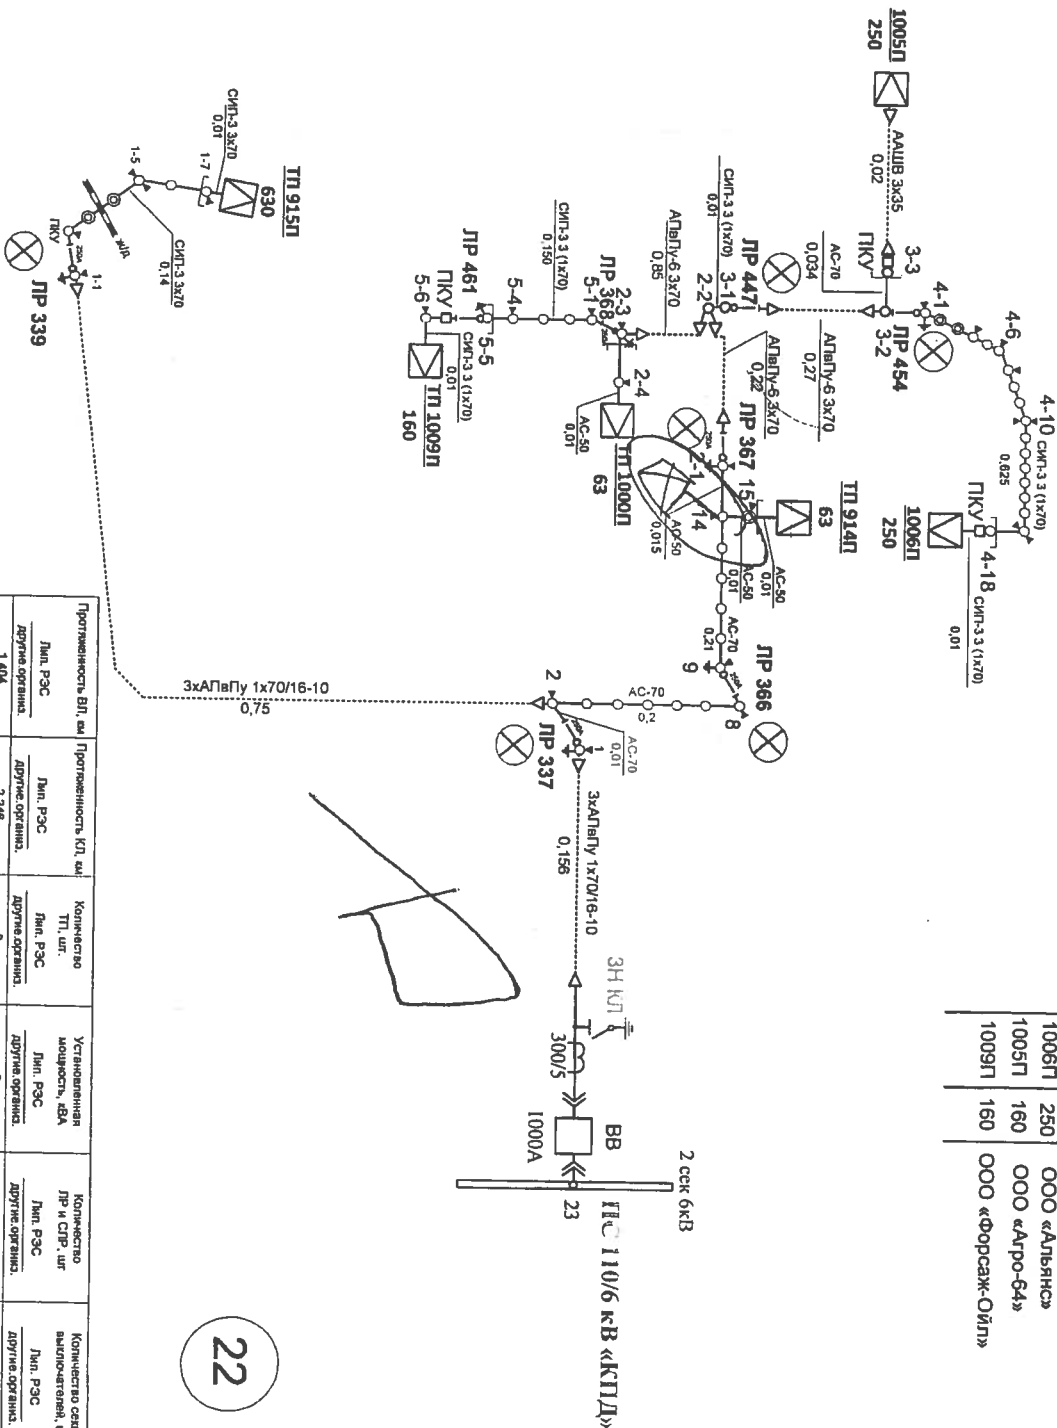 1006П 250 ООО «Альянс»
1005П 160 ООО «Агро-64»
1009П 160 ООО «Форсаж-Ойл»
1005П
250
ААШВ 3х35
0,02
3-3
ПКУ
АС-70
0,034
4-1
4-6
4-10
СИП-3 3 (1х70)
0,625
ПКУ
4-18
1006П
250
СИП-3 3 (1х70)
0,01
ЛР 454
3-2
АПвПу-6 3х70
0,27
АПвПу-6 3х70
0,22
ЛР 447
3-1
2-2
СИП-3 3 (1х70)
0,01
АПвПу-6 3х70
0,85
ЛР 367
250А
2-1
15
14
АС-50
0,015
ТП 914П
63
АС-50
0,01
АС-50
0,01
АС-70
0,21
9
ЛР 366
250А
8
АС-70
0,2
2-3
ЛР 368
5-1
2-4
АС-50
0,01
ТП 1000П
63
СИП-3 3 (1х70)
0,150
5-4
ЛР 461
5-5
ПКУ
5-6
СИП-3 3 (1х70)
0,01
ТП 1009П
160
ТП 915П
630
СИП-3 3х70
0,01
1-7
1-5
СИП-3 3х70
0,14
ж/д
ПКУ
250А
1-1
ЛР 339
3хАПвПу 1х70/16-10
0,75
2
АС-70
0,01
250А
1
ЛР 337
3хАПвПу 1х70/16-10
0,156
ЗН КЛ
300/5
ВВ
1000А
2 сек 6кВ
23
ПС 110/6 кВ «КПД»
22
Протяженность ВЛ, км
Лип. РЭС
другие.организ.
1,604
Протяженность КЛ, км
Лип. РЭС
другие.организ.
2,246
Количество
ТП, шт.
Лип. РЭС
другие.организ.
Установленная
мощность, кВА
Лип. РЭС
другие.организ.
Количество
ЛР и СЛР, шт
Лип. РЭС
другие.организ.
Количество
выключателей,
Лип. РЭС
другие.организ.